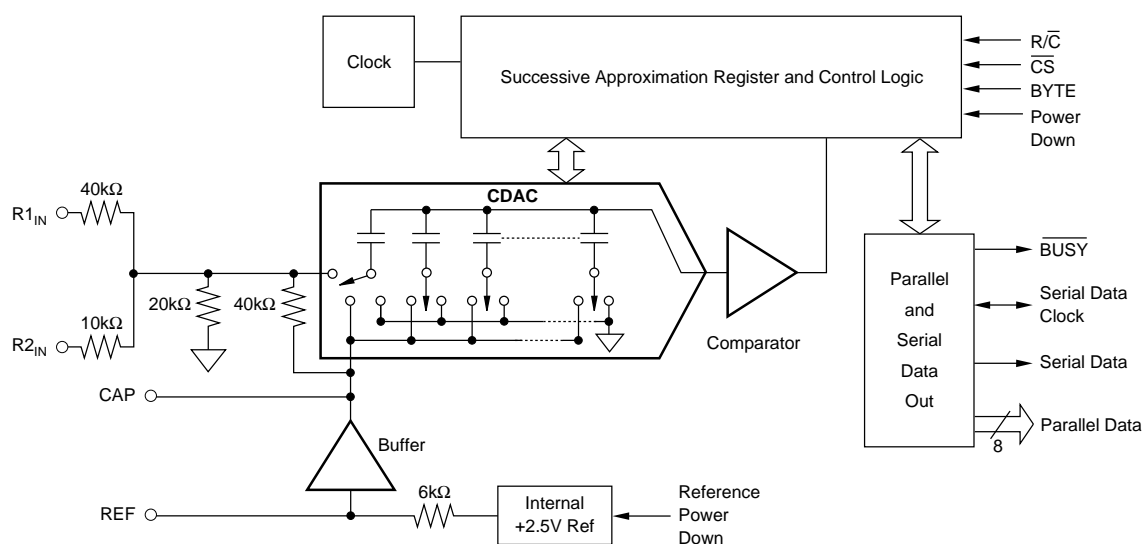 Clock
Successive Approximation Register and Control Logic
R/C̅
C̅S̅
BYTE
Power
Down
CDAC
40kΩ
R1IN
20kΩ
40kΩ
10kΩ
R2IN
Comparator
Parallel
and
Serial
Data
Out
B̅U̅S̅Y̅
Serial Data
Clock
Serial Data
Parallel Data
8
CAP
Buffer
REF
6kΩ
Internal
+2.5V Ref
Reference
Power
Down